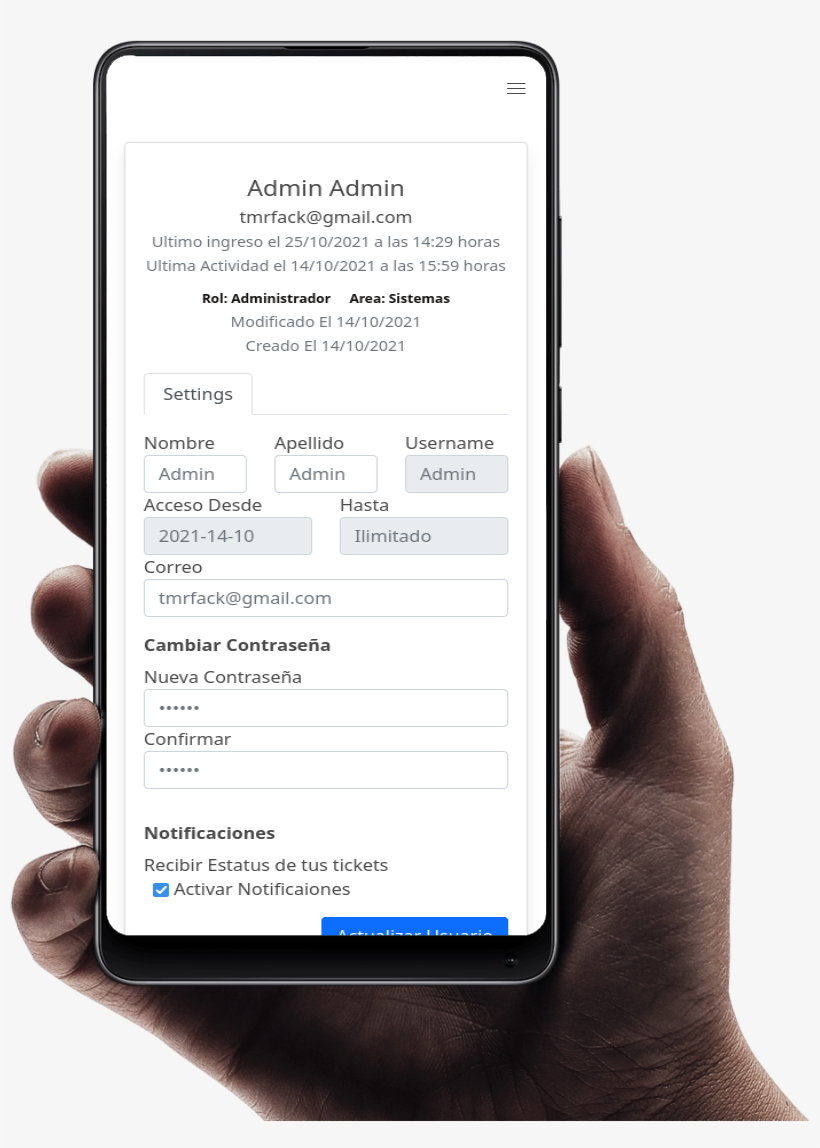 Admin Admin
tmrfack@gmail.com
Ultimo ingreso el 25/10/2021 a las 14:29 horas
Ultima Actividad el 14/10/2021 a las 15:59 horas
Rol: Administrador Area: Sistemas
Modificado El 14/10/2021
Creado El 14/10/2021
Settings
Nombre Apellido Username
Admin Admin Admin
Acceso Desde Hasta
2021-14-10 Ilimitado
Correo
tmrfack@gmail.com
Cambiar Contraseña
Nueva Contraseña
••••••
Confirmar
••••••
Notificaciones
Recibir Estatus de tus tickets
Activar Notificaiones
Actualizar Usuario